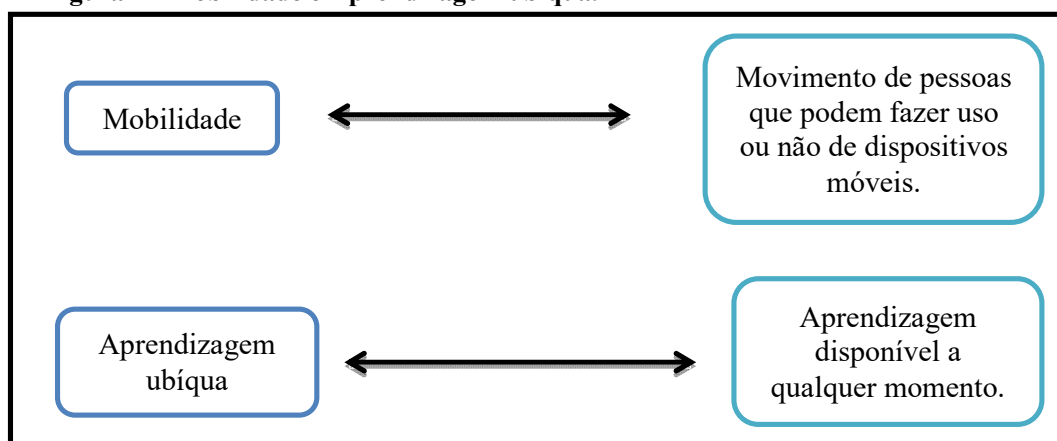 Mobilidade
Movimento de pessoas
que podem fazer uso
ou não de dispositivos
móveis.
Aprendizagem
ubíqua
Aprendizagem
disponível a
qualquer momento.